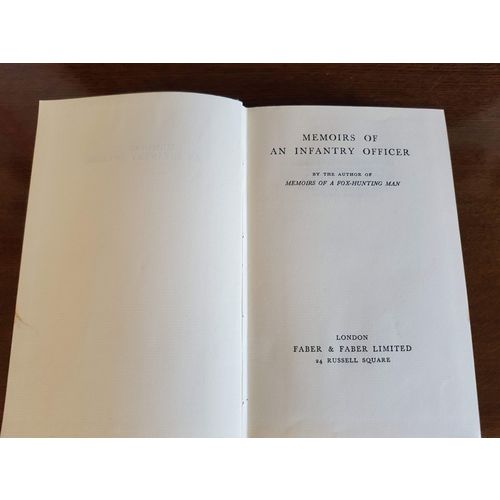 MEMOIRS OF
AN INFANTRY OFFICER
BY THE AUTHOR OF
MEMOIRS OF A FOX-HUNTING MAN
LONDON
FABER & FABER LIMITED
24 RUSSELL SQUARE